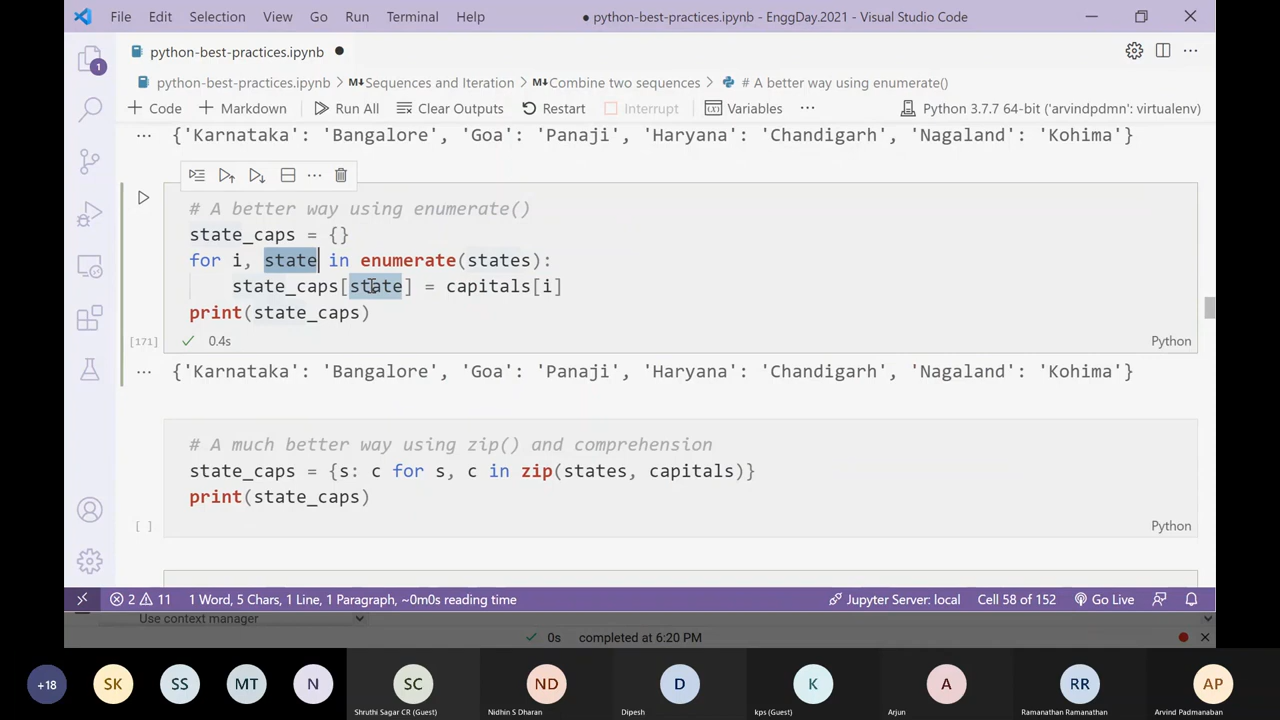 File Edit Selection View Go Run Terminal Help
● python-best-practices.ipynb - EnggDay.2021 - Visual Studio Code
python-best-practices.ipynb ●
python-best-practices.ipynb > M↓Sequences and Iteration > M↓Combine two sequences > # A better way using enumerate()
+ Code + Markdown Run All Clear Outputs Restart Interrupt Variables ··· Python 3.7.7 64-bit ('arvindpdmn': virtualenv)
1
··· {'Karnataka': 'Bangalore', 'Goa': 'Panaji', 'Haryana': 'Chandigarh', 'Nagaland': 'Kohima'}
# A better way using enumerate()
state_caps = {}
for i, state in enumerate(states):
state_caps[state] = capitals[i]
print(state_caps)
[171] ✓ 0.4s Python
··· {'Karnataka': 'Bangalore', 'Goa': 'Panaji', 'Haryana': 'Chandigarh', 'Nagaland': 'Kohima'}
# A much better way using zip() and comprehension
state_caps = {s: c for s, c in zip(states, capitals)}
print(state_caps)
[ ] Python
2 11 1 Word, 5 Chars, 1 Line, 1 Paragraph, ~0m0s reading time Jupyter Server: local Cell 58 of 152 Go Live
Use context manager
✓ 0s completed at 6:20 PM
+18 SK SS MT N SC ND D K A RR AP
Shruthi Sagar CR (Guest) Nidhin S Dharan Dipesh kps (Guest) Arjun Ramanathan Ramanathan Arvind Padmanaban